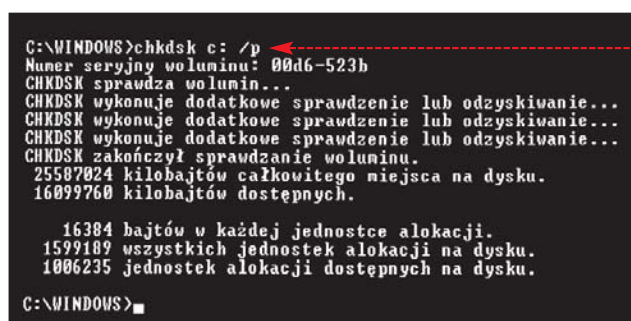 C:\WINDOWS>chkdsk c: /p
Numer seryjny woluminu: 00d6-523b
CHKDSK sprawdza wolumin...
CHKDSK wykonuje dodatkowe sprawdzenie lub odzyskiwanie...
CHKDSK wykonuje dodatkowe sprawdzenie lub odzyskiwanie...
CHKDSK wykonuje dodatkowe sprawdzenie lub odzyskiwanie...
CHKDSK zakończył sprawdzanie woluminu.
25587024 kilobajtów całkowitego miejsca na dysku.
16099760 kilobajtów dostępnych.
16384 bajtów w każdej jednostce alokacji.
1599189 wszystkich jednostek alokacji na dysku.
1006235 jednostek alokacji dostępnych na dysku.
C:\WINDOWS>